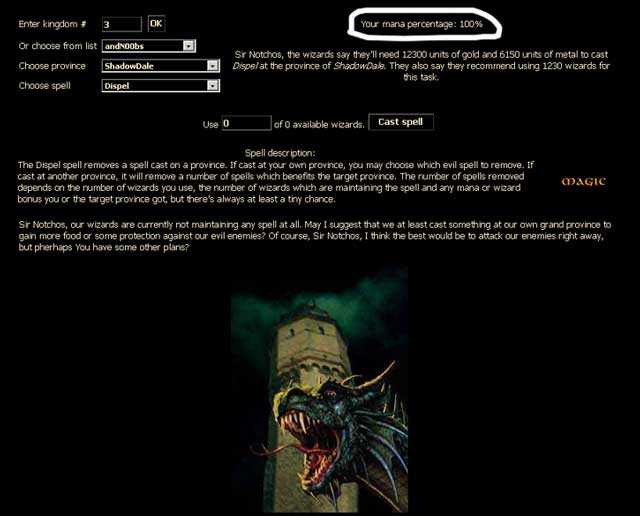 Enter kingdom # 3 OK
Your mana percentage: 100%
Or choose from list andN00bs
Choose province ShadowDale
Choose spell Dispel
Sir Notchos, the wizards say they'll need 12300 units of gold and 6150 units of metal to cast
Dispel at the province of ShadowDale. They also say they recommend using 1230 wizards for
this task.
Use 0 of 0 available wizards. Cast spell
Spell description:
The Dispel spell removes a spell cast on a province. If cast at your own province, you may choose which evil spell to remove. If
cast at another province, it will remove a number of spells which benefits the target province. The number of spells removed
depends on the number of wizards you use, the number of wizards which are maintaining the spell and any mana or wizard
bonus you or the target province got, but there's always at least a tiny chance.
MAGIC
Sir Notchos, our wizards are currently not maintaining any spell at all. May I suggest that we at least cast something at our own grand province to
gain more food or some protection against our evil enemies? Of course, Sir Notchos, I think the best would be to attack our enemies right away,
but pherhaps You have some other plans?